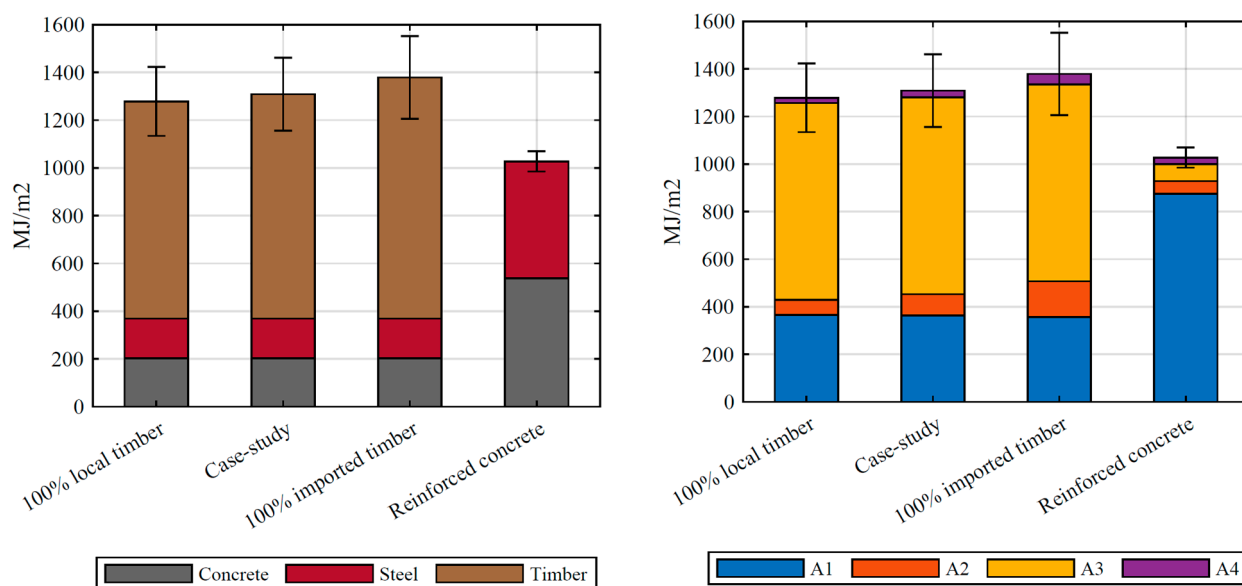 1600
1400
1200
1000
800
600
400
200
0
MJ/m2
100% local timber
Case-study
100% imported timber
Reinforced concrete
Concrete Steel Timber
1600
1400
1200
1000
800
600
400
200
0
MJ/m2
100% local timber
Case-study
100% imported timber
Reinforced concrete
A1 A2 A3 A4